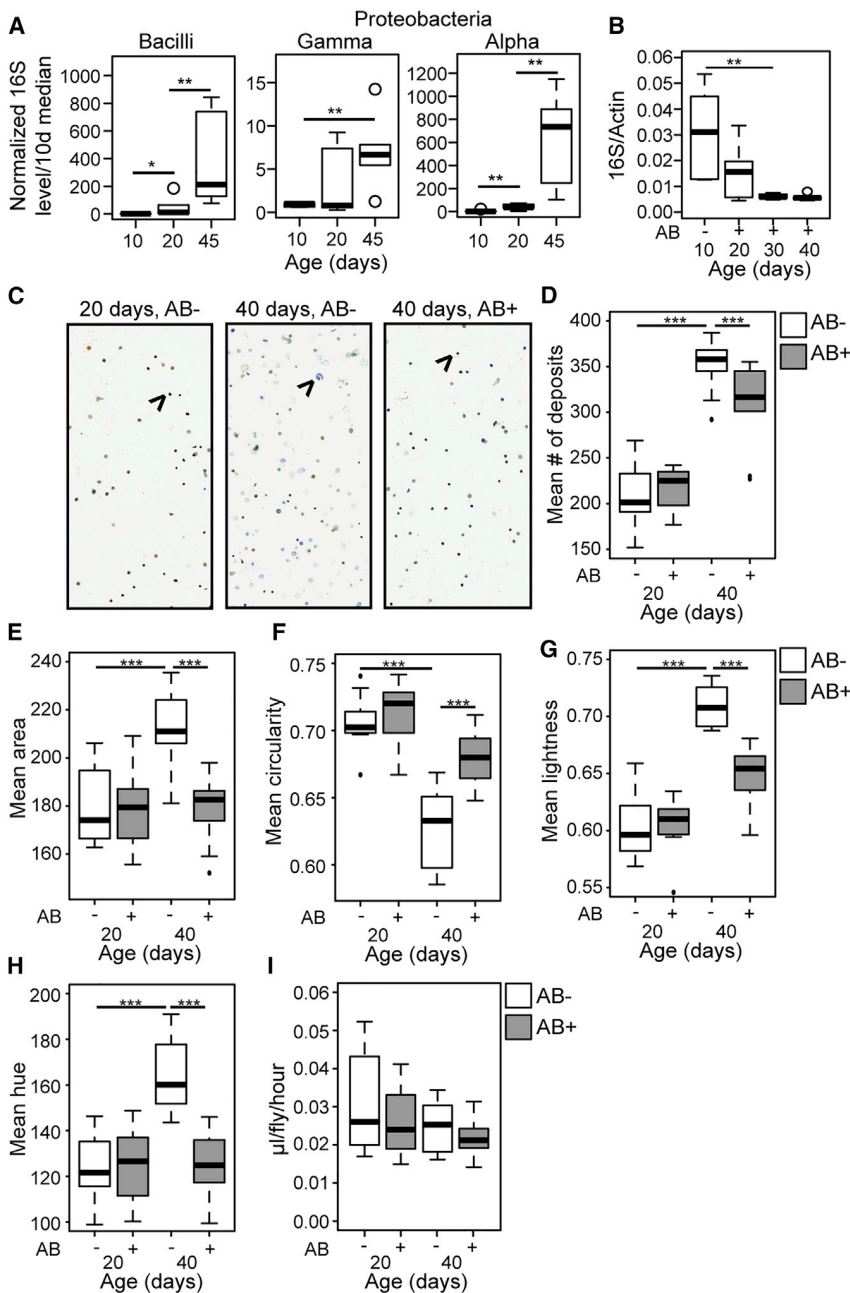 A
Proteobacteria
Bacilli
Gamma
Alpha
Normalized 16S
level/10d median
1000
800
600
400
200
0
*
**
10 20 45
15
10
5
0
**
10 20 45
1200
1000
800
600
400
200
0
**
**
10 20 45
Age (days)
B
16S/Actin
0.06
0.05
0.04
0.03
0.02
0.01
0.00
**
AB - + + +
10 20 30 40
Age (days)
C
20 days, AB-
40 days, AB-
40 days, AB+
D
Mean # of deposits
400
350
300
250
200
150
***
***
AB - + - +
20 40
Age (days)
AB-
AB+
E
Mean area
240
220
200
180
160
***
***
AB - + - +
20 40
Age (days)
F
Mean circularity
0.75
0.70
0.65
0.60
***
***
AB - + - +
20 40
Age (days)
G
Mean lightness
0.75
0.70
0.65
0.60
0.55
***
***
AB - + - +
20 40
Age (days)
AB-
AB+
H
Mean hue
200
180
160
140
120
100
***
***
AB - + - +
20 40
Age (days)
I
µl/fly/hour
0.06
0.05
0.04
0.03
0.02
0.01
0.00
AB - + - +
20 40
Age (days)
AB-
AB+